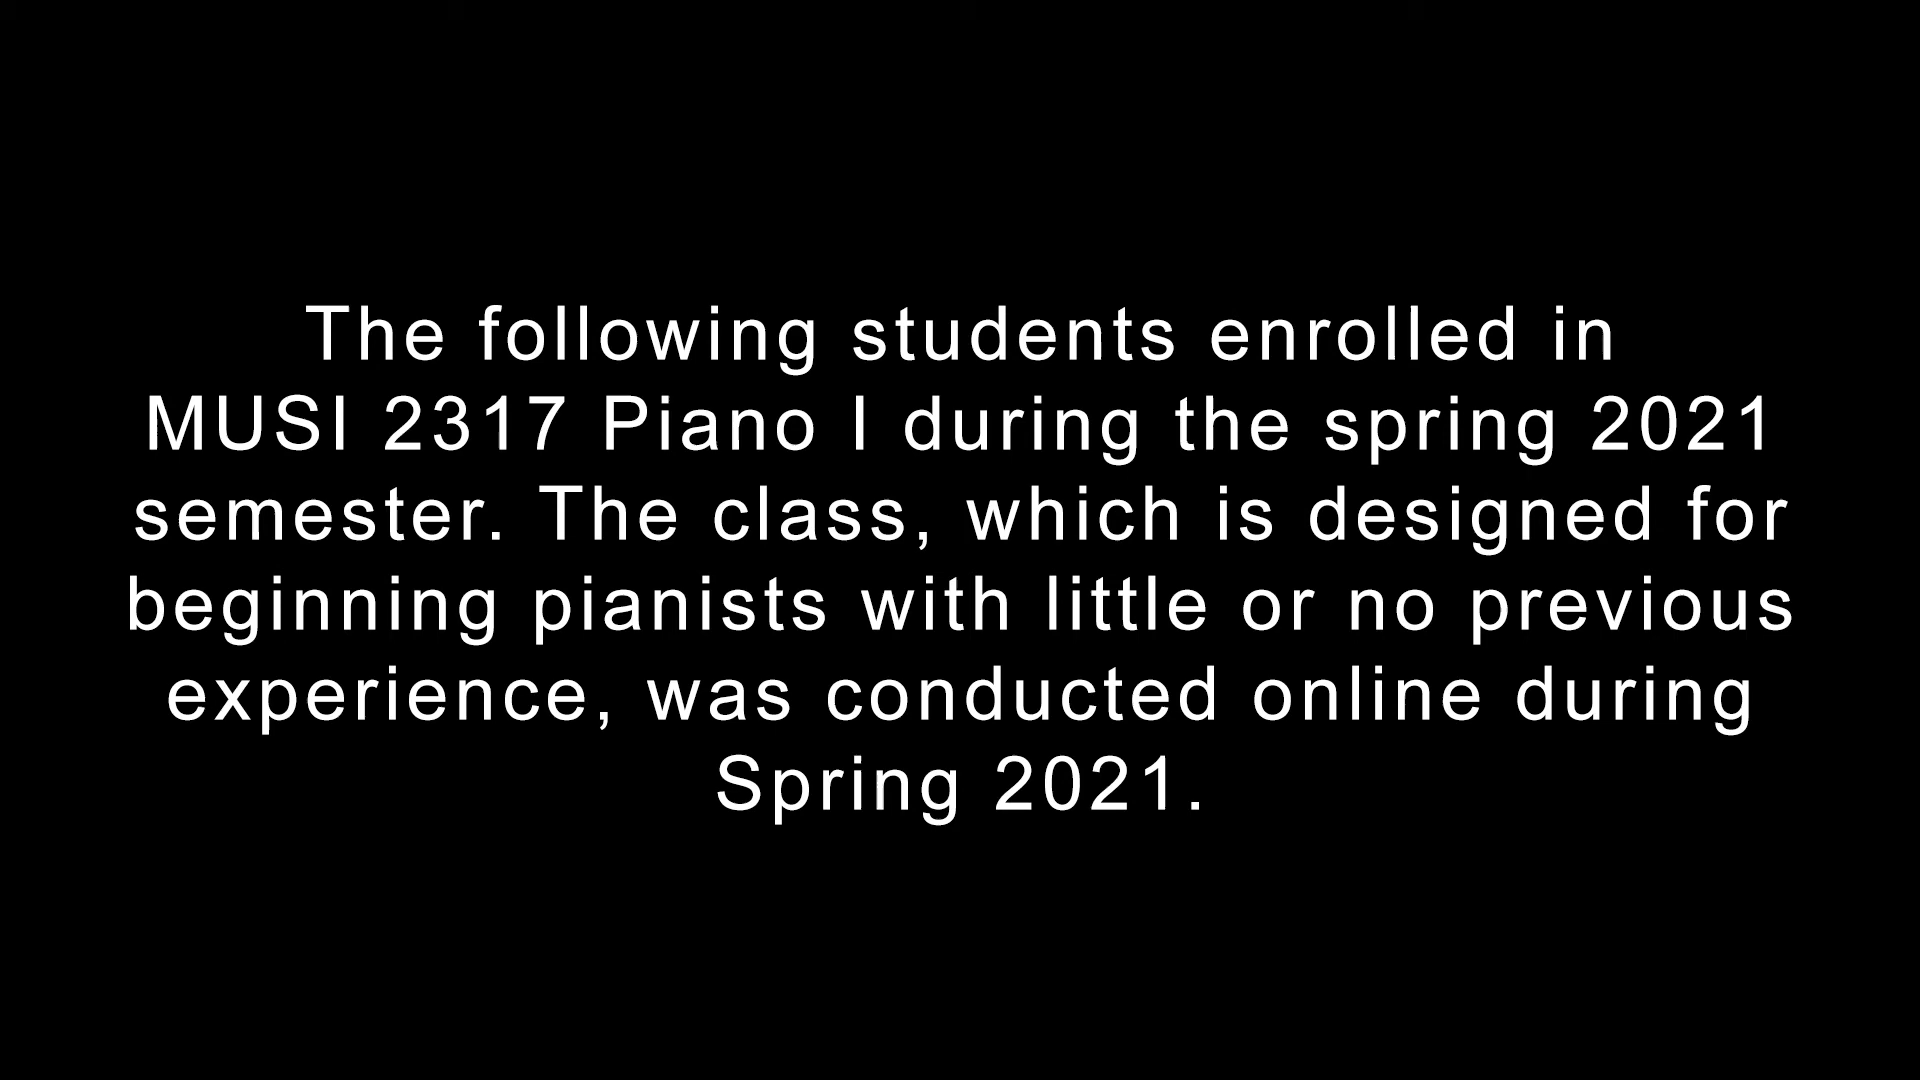 The following students enrolled in
MUSI 2317 Piano I during the spring 2021
semester. The class, which is designed for
beginning pianists with little or no previous
experience, was conducted online during
Spring 2021.